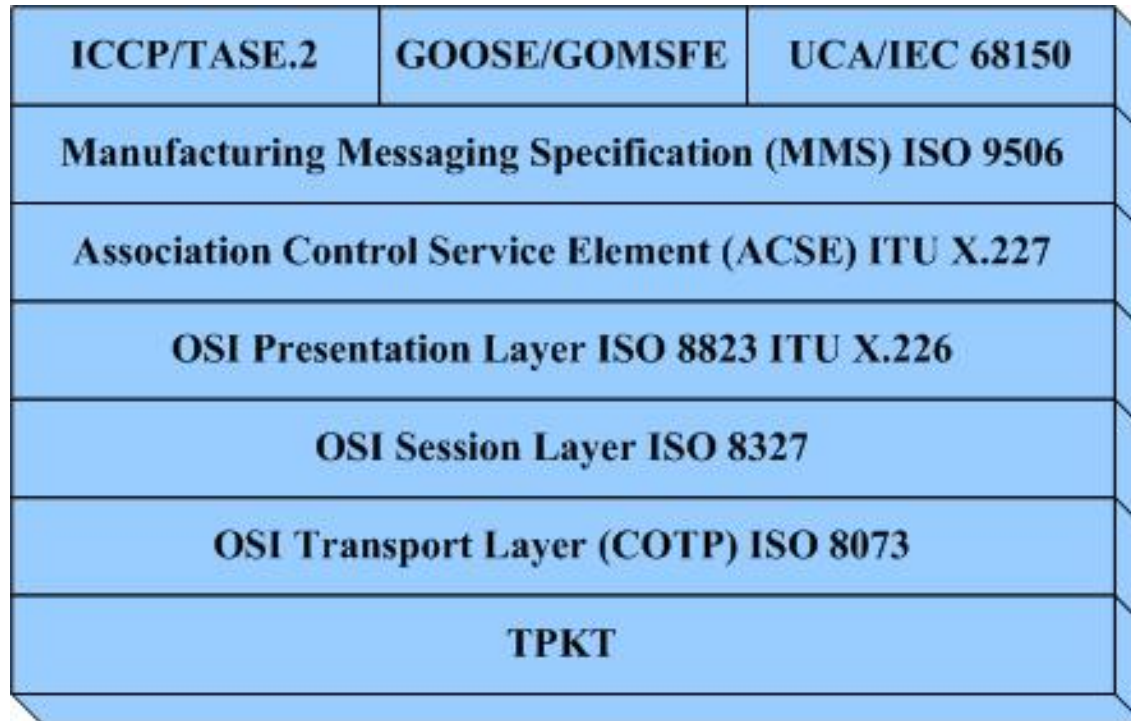 ICCP/TASE.2 GOOSE/GOMSFE UCA/IEC 68150
Manufacturing Messaging Specification (MMS) ISO 9506
Association Control Service Element (ACSE) ITU X.227
OSI Presentation Layer ISO 8823 ITU X.226
OSI Session Layer ISO 8327
OSI Transport Layer (COTP) ISO 8073
TPKT